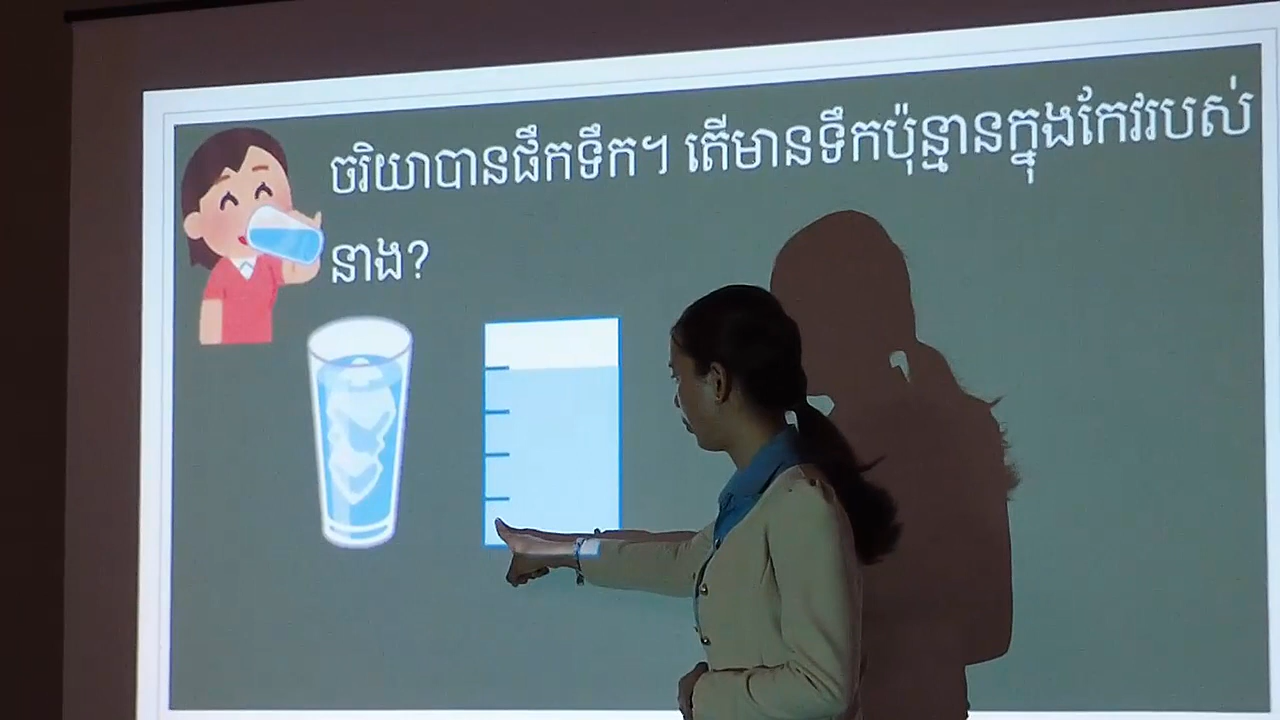 ចរិយាបានផឹកទឹក។ តើមានទឹកប៉ុន្មានក្នុងកែវរបស់
នាង?